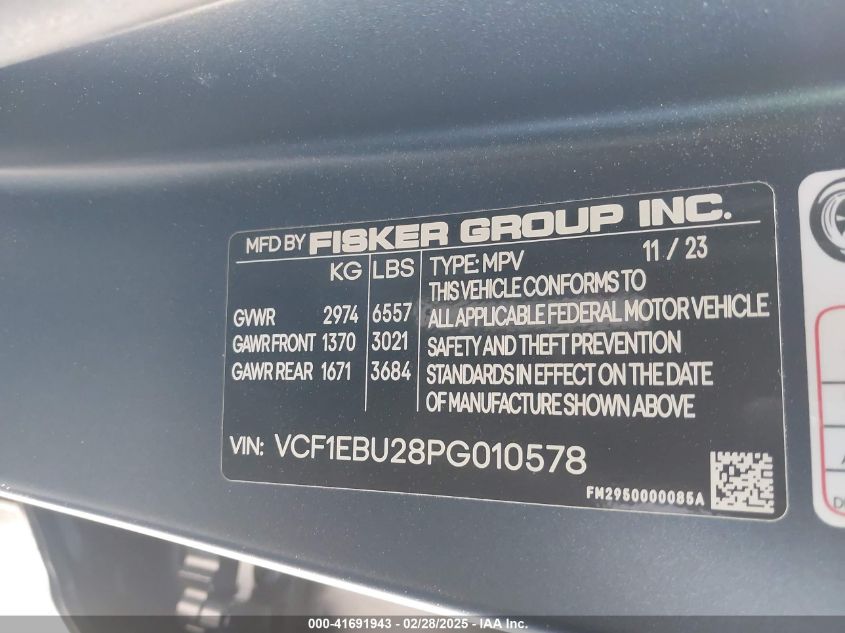 MFD BY FISKER GROUP INC.
KG LBS TYPE: MPV 11 / 23
THIS VEHICLE CONFORMS TO
GVWR 2974 6557 ALL APPLICABLE FEDERAL MOTOR VEHICLE
GAWR FRONT 1370 3021 SAFETY AND THEFT PREVENTION
GAWR REAR 1671 3684 STANDARDS IN EFFECT ON THE DATE
OF MANUFACTURE SHOWN ABOVE
VIN: VCF1EBU28PG010578
FM2950000085A
000-41691943 - 02/28/2025 - IAA Inc.